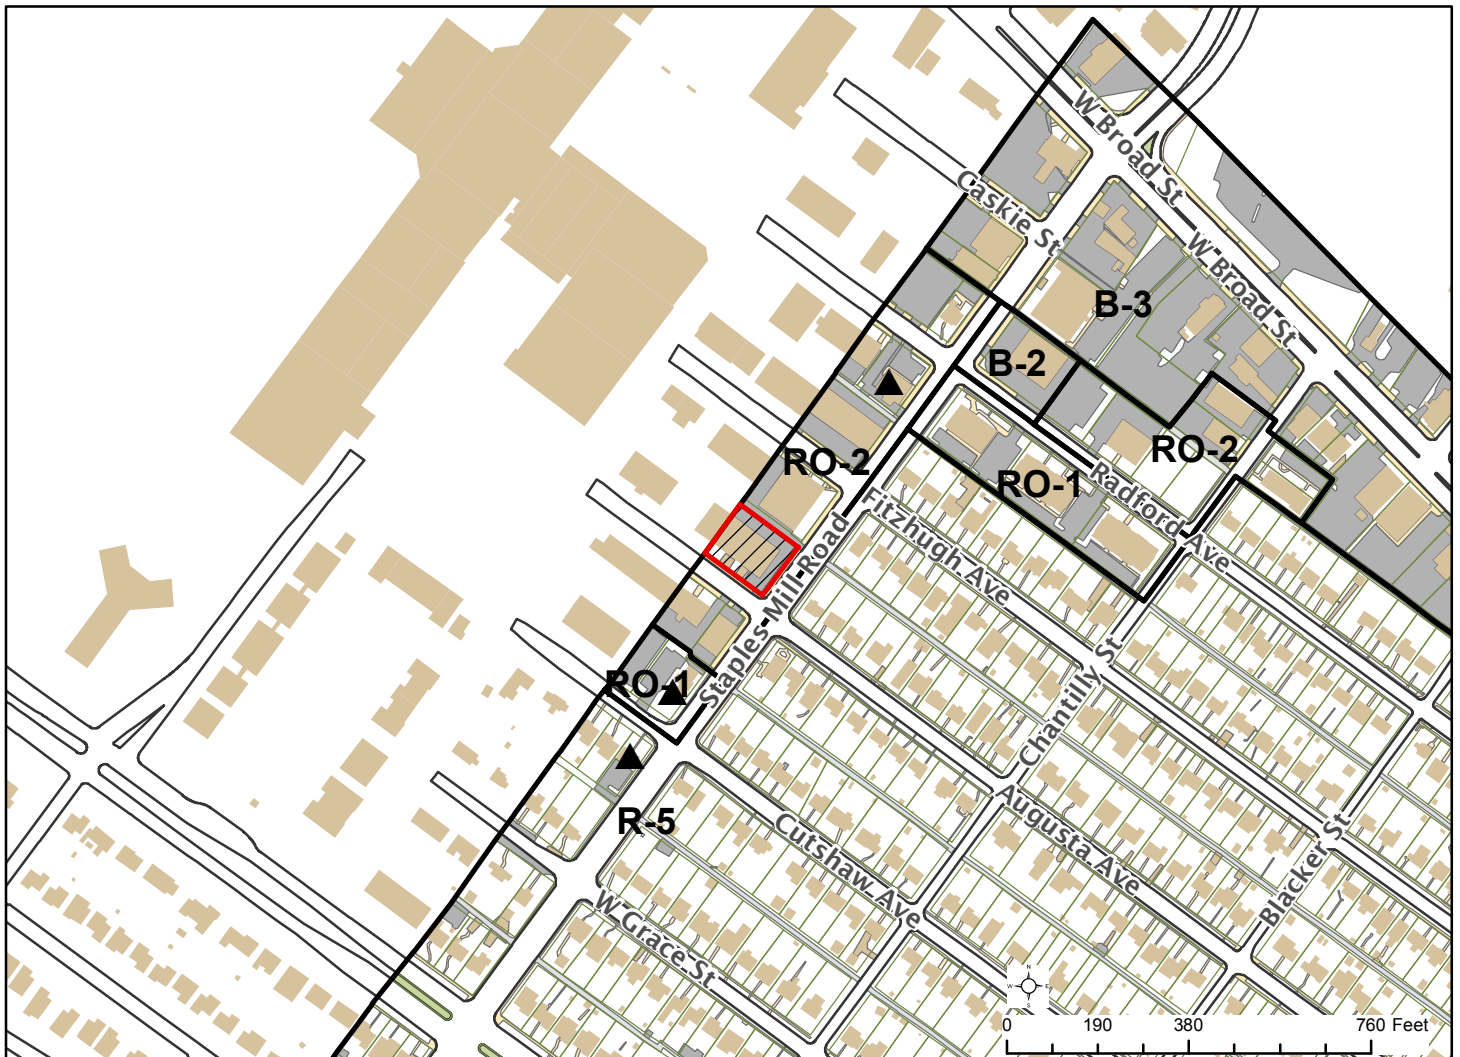 W Broad St
Caskie St
W Broad St
B-3
B-2
RO-2
RO-2
RO-1
Radford Ave
Fitzhugh Ave
Staples Mill Road
RO-1
Chantilly St
R-5
Augusta Ave
Cutshaw Ave
Blacker St
W Grace St
N
W E
S
0 190 380 760 Feet